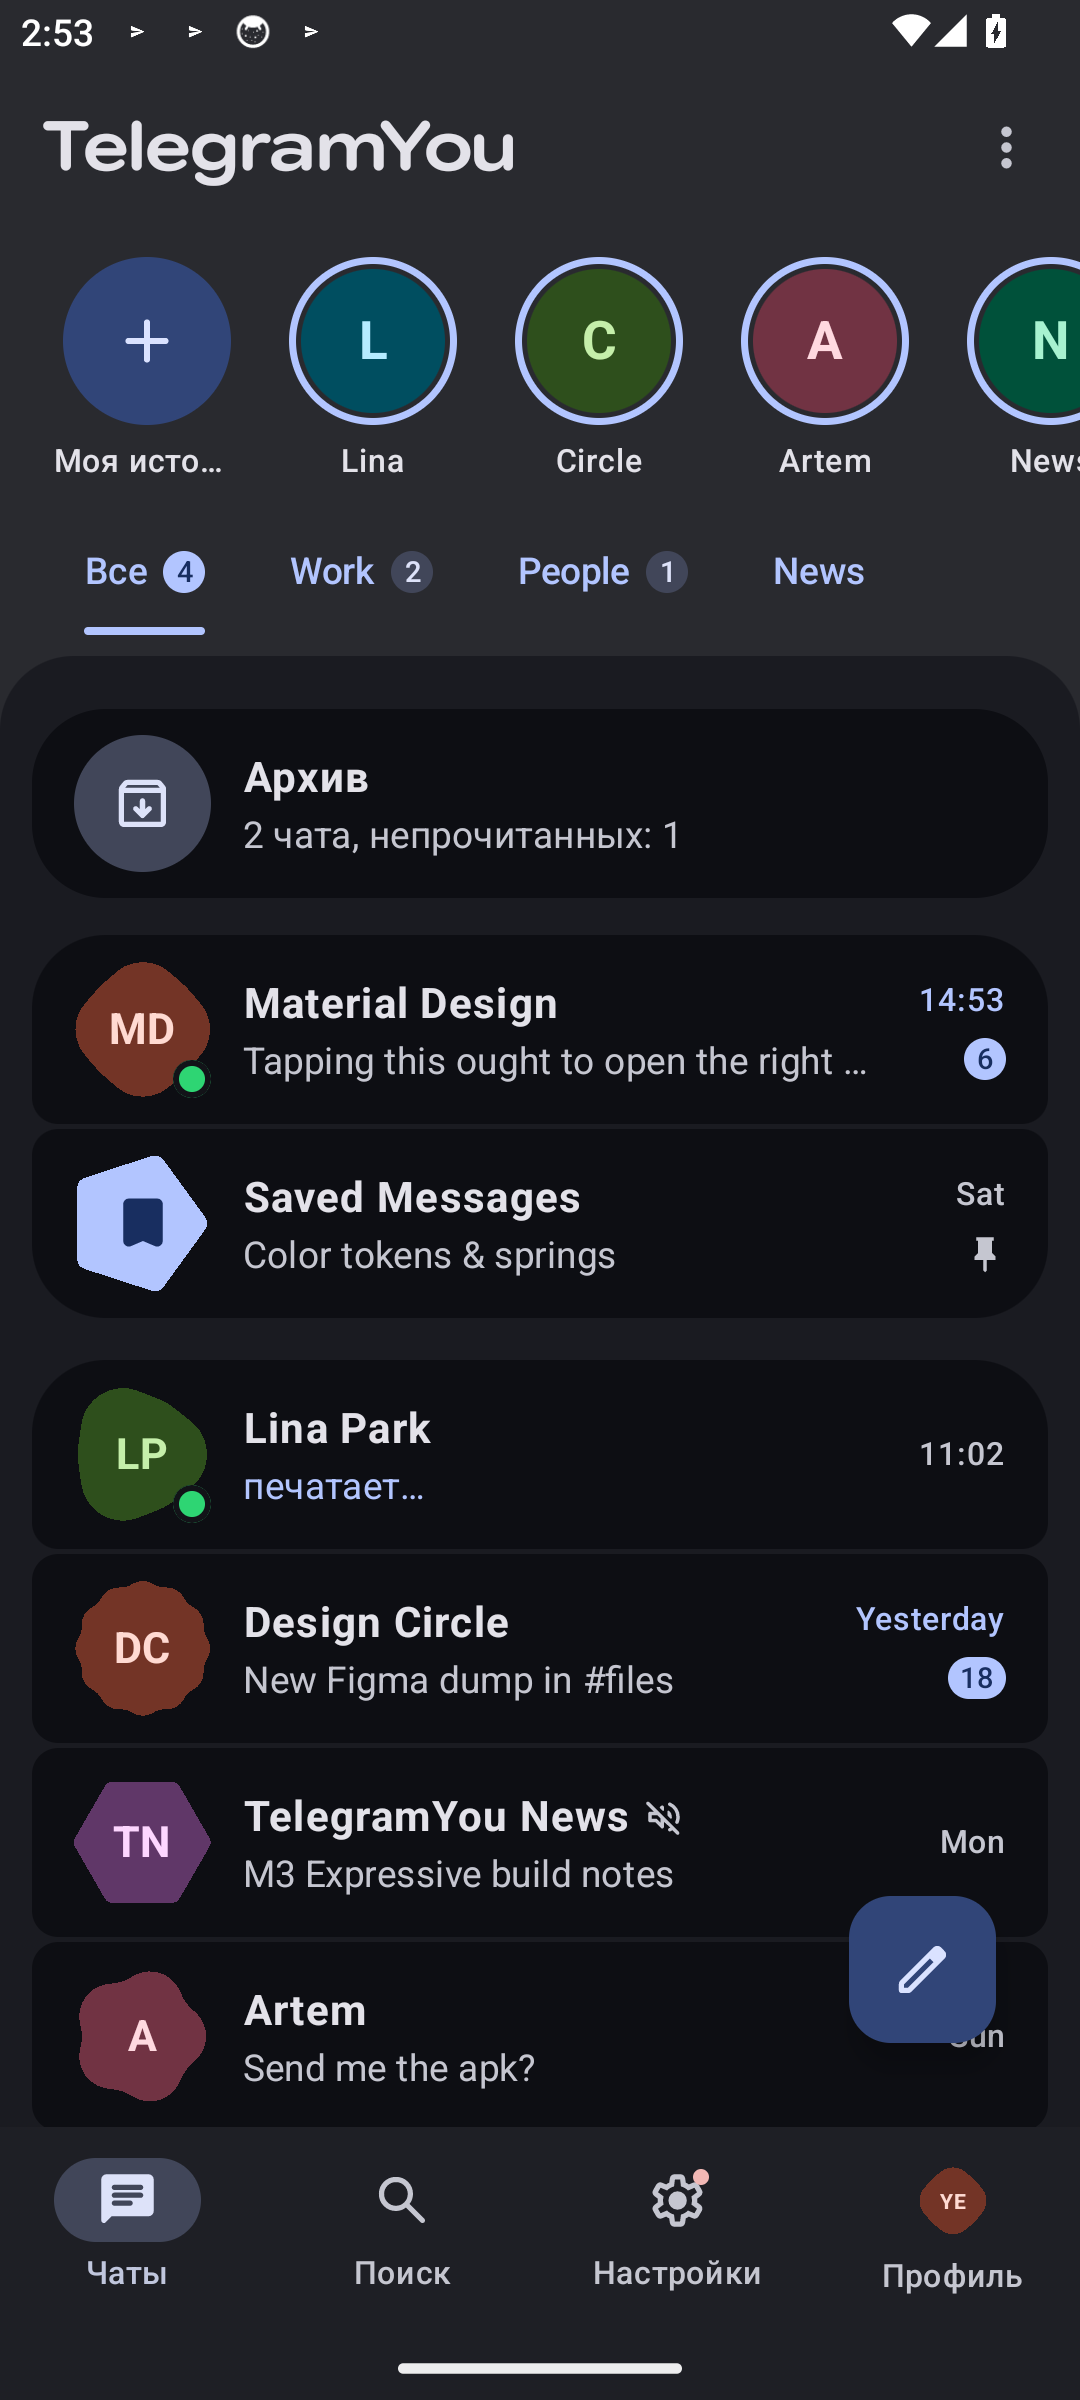 2:53
TelegramYou
L
C
A
N
Моя исто...
Lina
Circle
Artem
News
Все 4
Work 2
People 1
News
Архив
2 чата, непрочитанных: 1
MD
Material Design
14:53
Tapping this ought to open the right ...
6
Saved Messages
Sat
Color tokens & springs
LP
Lina Park
11:02
печатает...
DC
Design Circle
Yesterday
New Figma dump in #files
18
TN
TelegramYou News
Mon
M3 Expressive build notes
A
Artem
Sun
Send me the apk?
YE
Чаты
Поиск
Настройки
Профиль